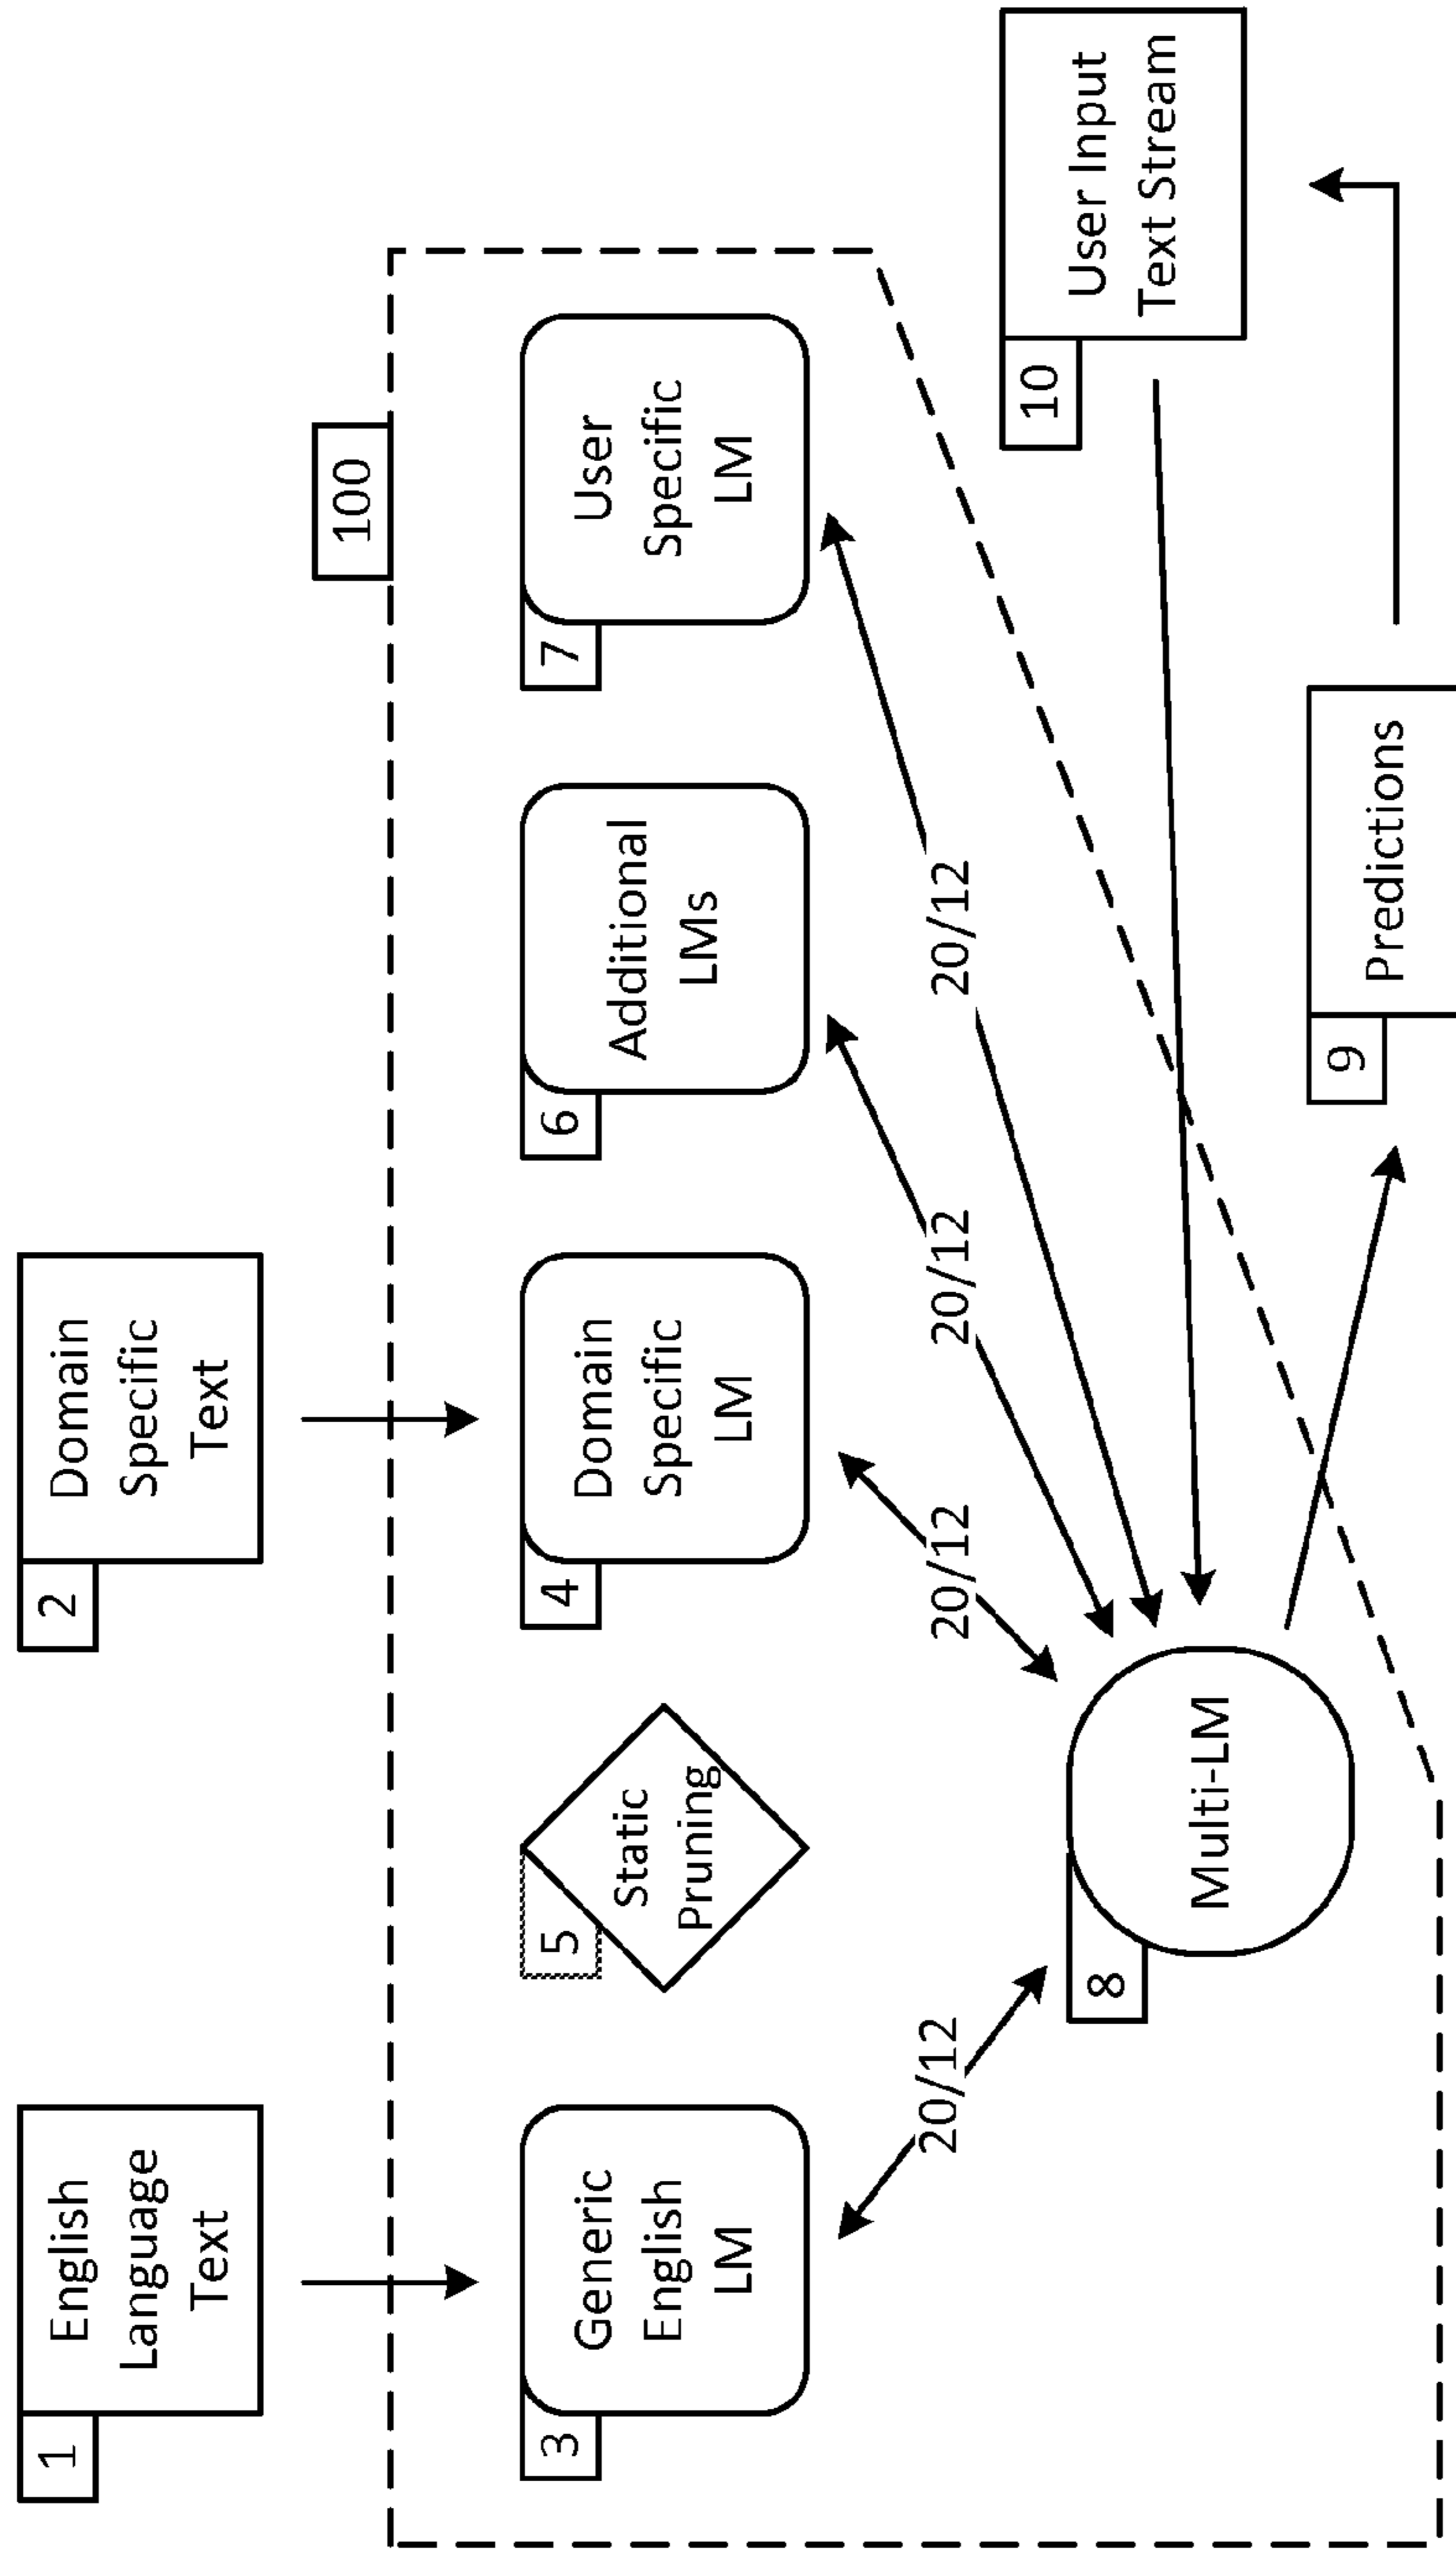 1
English
Language
Text
2
Domain
Specific
Text
100
3
Generic
English
LM
5
Static
Pruning
4
Domain
Specific
LM
6
Additional
LMs
7
User
Specific
LM
20/12
20/12
20/12
20/12
8
Multi-LM
10
User Input
Text Stream
9
Predictions